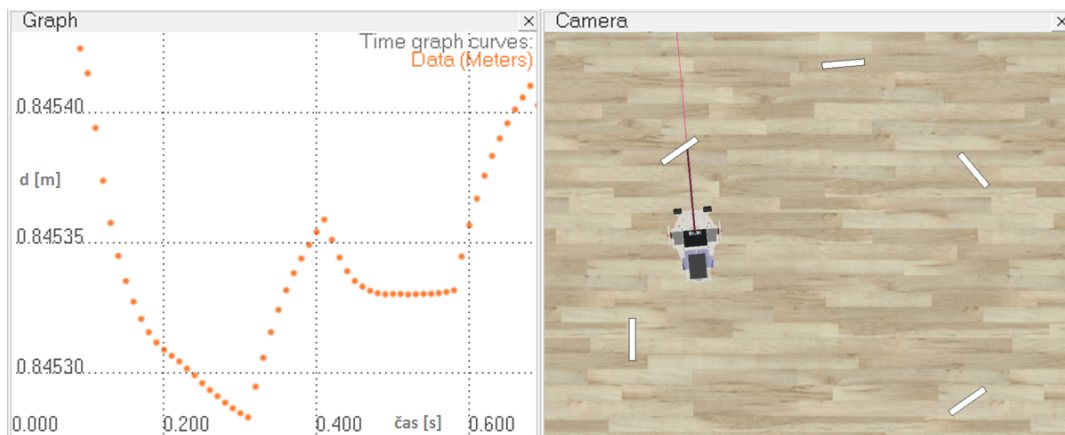 Graph
×
Time graph curves:
Data (Meters)
0.84540
d [m]
0.84535
0.84530
0.000
0.200
0.400
čas [s]
0.600
Camera
×